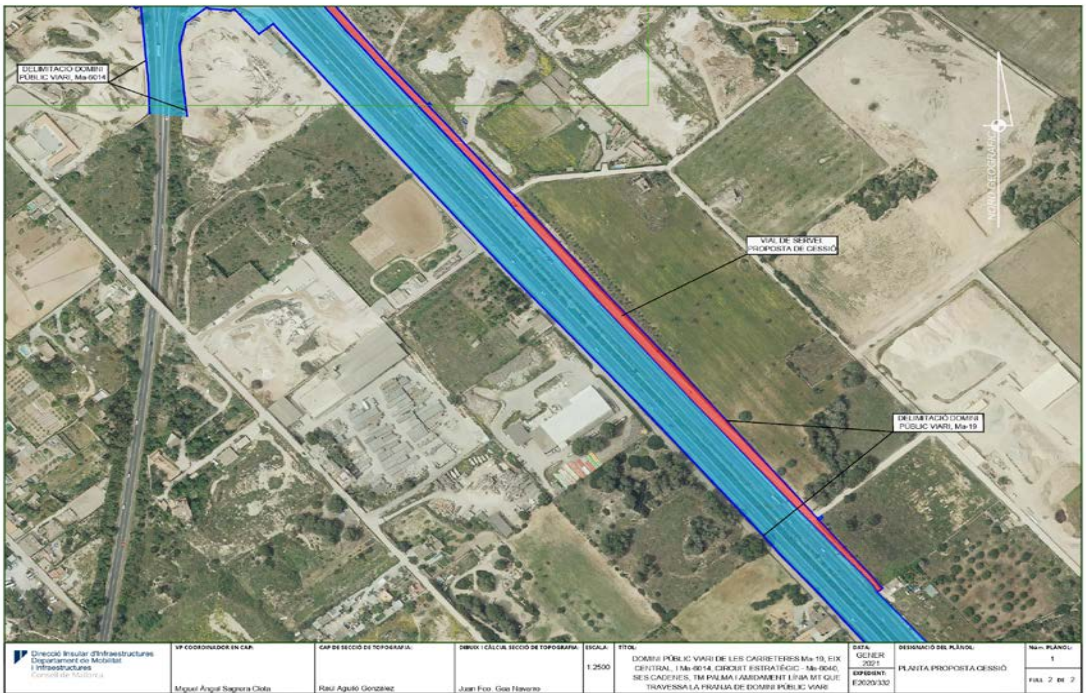 DELIMITACIÓ DOMINI
PÚBLIC VIARI, Ma-6014
NORD GEOGRÀFIC
VIAL DE SERVEI.
PROPOSTA DE CESSIÓ
DELIMITACIÓ DOMINI
PÚBLIC VIARI, Ma-19
Direcció Insular d'Infraestructures
Departament de Mobilitat
i Infraestructures
Consell de Mallorca
VP COORDINADOR EN CAP:
Miguel Ángel Sagrera Clota
CAP DE SECCIÓ DE TOPOGRAFIA:
Raúl Agulló González
DIBUIX I CÀLCUL SECCIÓ DE TOPOGRAFIA:
Juan Fco. Gea Navarro
ESCALA:
1:2500
TÍTOL:
DOMINI PÚBLIC VIARI DE LES CARRETERES Ma-19, EIX
CENTRAL, I Ma-6014, CIRCUIT ESTRATÈGIC - Ma-6040,
SES CADENES, TM PALMA I AMIDAMENT LÍNIA MT QUE
TRAVESSA LA FRANJA DE DOMINI PÚBLIC VIARI
DATA:
GENER
2021
EXPEDIENT:
E2020/332
DESIGNACIÓ DEL PLÀNOL:
PLANTA PROPOSTA CESSIÓ
Núm. PLÀNOL:
1
FULL 2 DE 2